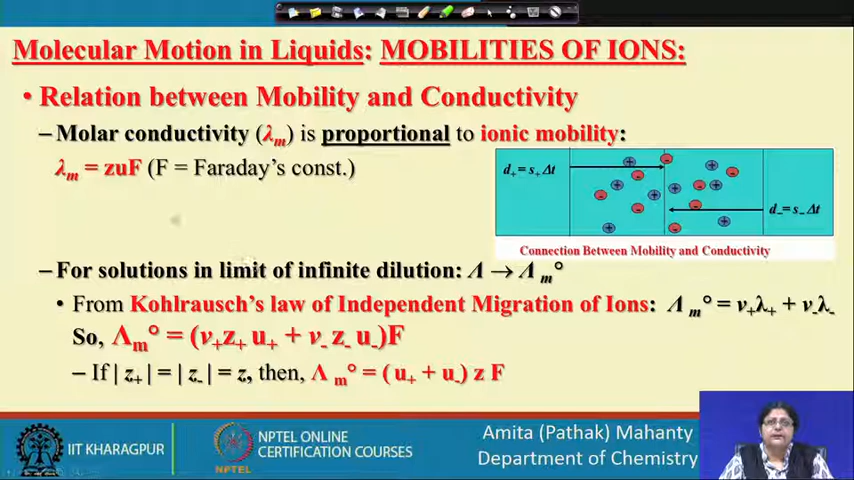 Molecular Motion in Liquids: MOBILITIES OF IONS:
• Relation between Mobility and Conductivity
– Molar conductivity (λm) is proportional to ionic mobility:
λm = zuF (F = Faraday's const.)
d+= s+ Δt
d-= s- Δt
Connection Between Mobility and Conductivity
– For solutions in limit of infinite dilution: Λ → Λ m°
• From Kohlrausch's law of Independent Migration of Ions: Λ m° = ν+λ+ + ν-λ-
So, Λm° = (ν+z+ u+ + ν- z- u-)F
– If | z+ | = | z- | = z, then, Λ m° = ( u+ + u-) z F
IIT KHARAGPUR
NPTEL
NPTEL ONLINE
CERTIFICATION COURSES
Amita (Pathak) Mahanty
Department of Chemistry